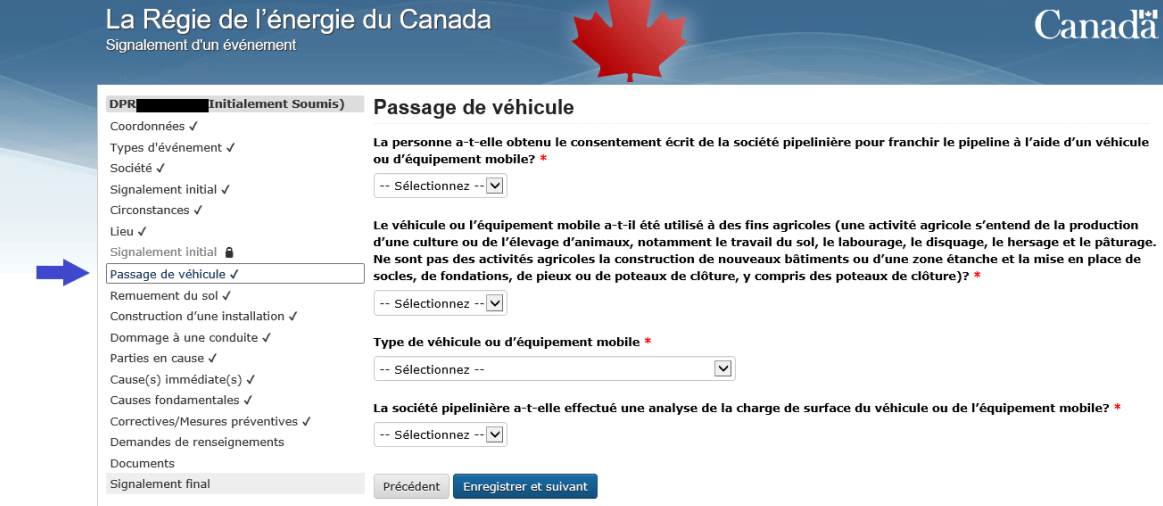 La Régie de l’énergie du Canada
Signalement d'un événement
Canada
DPR Initialement Soumis)
Coordonnées ✓
Types d'événement ✓
Société ✓
Signalement initial ✓
Circonstances ✓
Lieu ✓
Signalement initial
Passage de véhicule ✓
Remuement du sol ✓
Construction d’une installation ✓
Dommage à une conduite ✓
Parties en cause ✓
Cause(s) immédiate(s) ✓
Causes fondamentales ✓
Correctives/Mesures préventives ✓
Demandes de renseignements
Documents
Signalement final
Passage de véhicule
La personne a-t-elle obtenu le consentement écrit de la société pipelinière pour franchir le pipeline à l’aide d’un véhicule
ou d’équipement mobile? *
-- Sélectionnez --
Le véhicule ou l’équipement mobile a-t-il été utilisé à des fins agricoles (une activité agricole s’entend de la production
d’une culture ou de l’élevage d’animaux, notamment le travail du sol, le labourage, le disquage, le hersage et le pâturage.
Ne sont pas des activités agricoles la construction de nouveaux bâtiments ou d’une zone étanche et la mise en place de
socles, de fondations, de pieux ou de poteaux de clôture, y compris des poteaux de clôture)? *
-- Sélectionnez --
Type de véhicule ou d’équipement mobile *
-- Sélectionnez --
La société pipelinière a-t-elle effectué une analyse de la charge de surface du véhicule ou de l’équipement mobile? *
-- Sélectionnez --
Précédent
Enregistrer et suivant